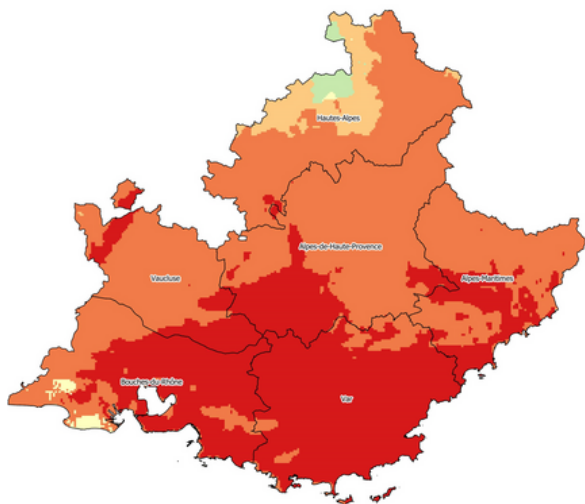 Hautes-Alpes
Alpes-de-Haute-Provence
Alpes-Maritimes
Vaucluse
Bouches-du-Rhône
Var